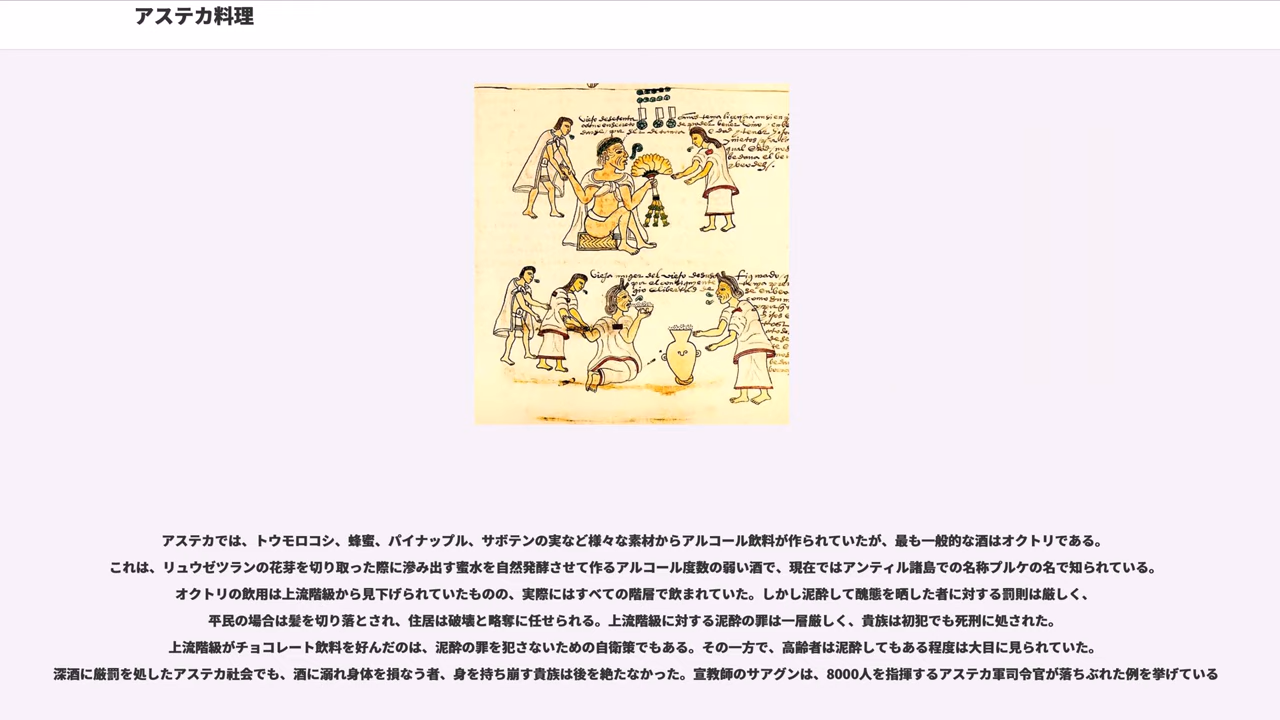 アステカ料理
アステカでは、トウモロコシ、蜂蜜、パイナップル、サボテンの実など様々な素材からアルコール飲料が作られていたが、最も一般的な酒はオクトリである。
これは、リュウゼツランの花芽を切り取った際に滲み出す蜜水を自然発酵させて作るアルコール度数の弱い酒で、現在ではアンティル諸島での名称プルケの名で知られている。
オクトリの飲用は上流階級から見下げられていたものの、実際にはすべての階層で飲まれていた。しかし泥酔して醜態を晒した者に対する罰則は厳しく、
平民の場合は髪を切り落とされ、住居は破壊と略奪に任せられる。上流階級に対する泥酔の罪は一層厳しく、貴族は初犯でも死刑に処された。
上流階級がチョコレート飲料を好んだのは、泥酔の罪を犯さないための自衛策でもある。その一方で、高齢者は泥酔してもある程度は大目に見られていた。
深酒に厳罰を処したアステカ社会でも、酒に溺れ身体を損なう者、身を持ち崩す貴族は後を絶たなかった。宣教師のサアグンは、8000人を指揮するアステカ軍司令官が落ちぶれた例を挙げている